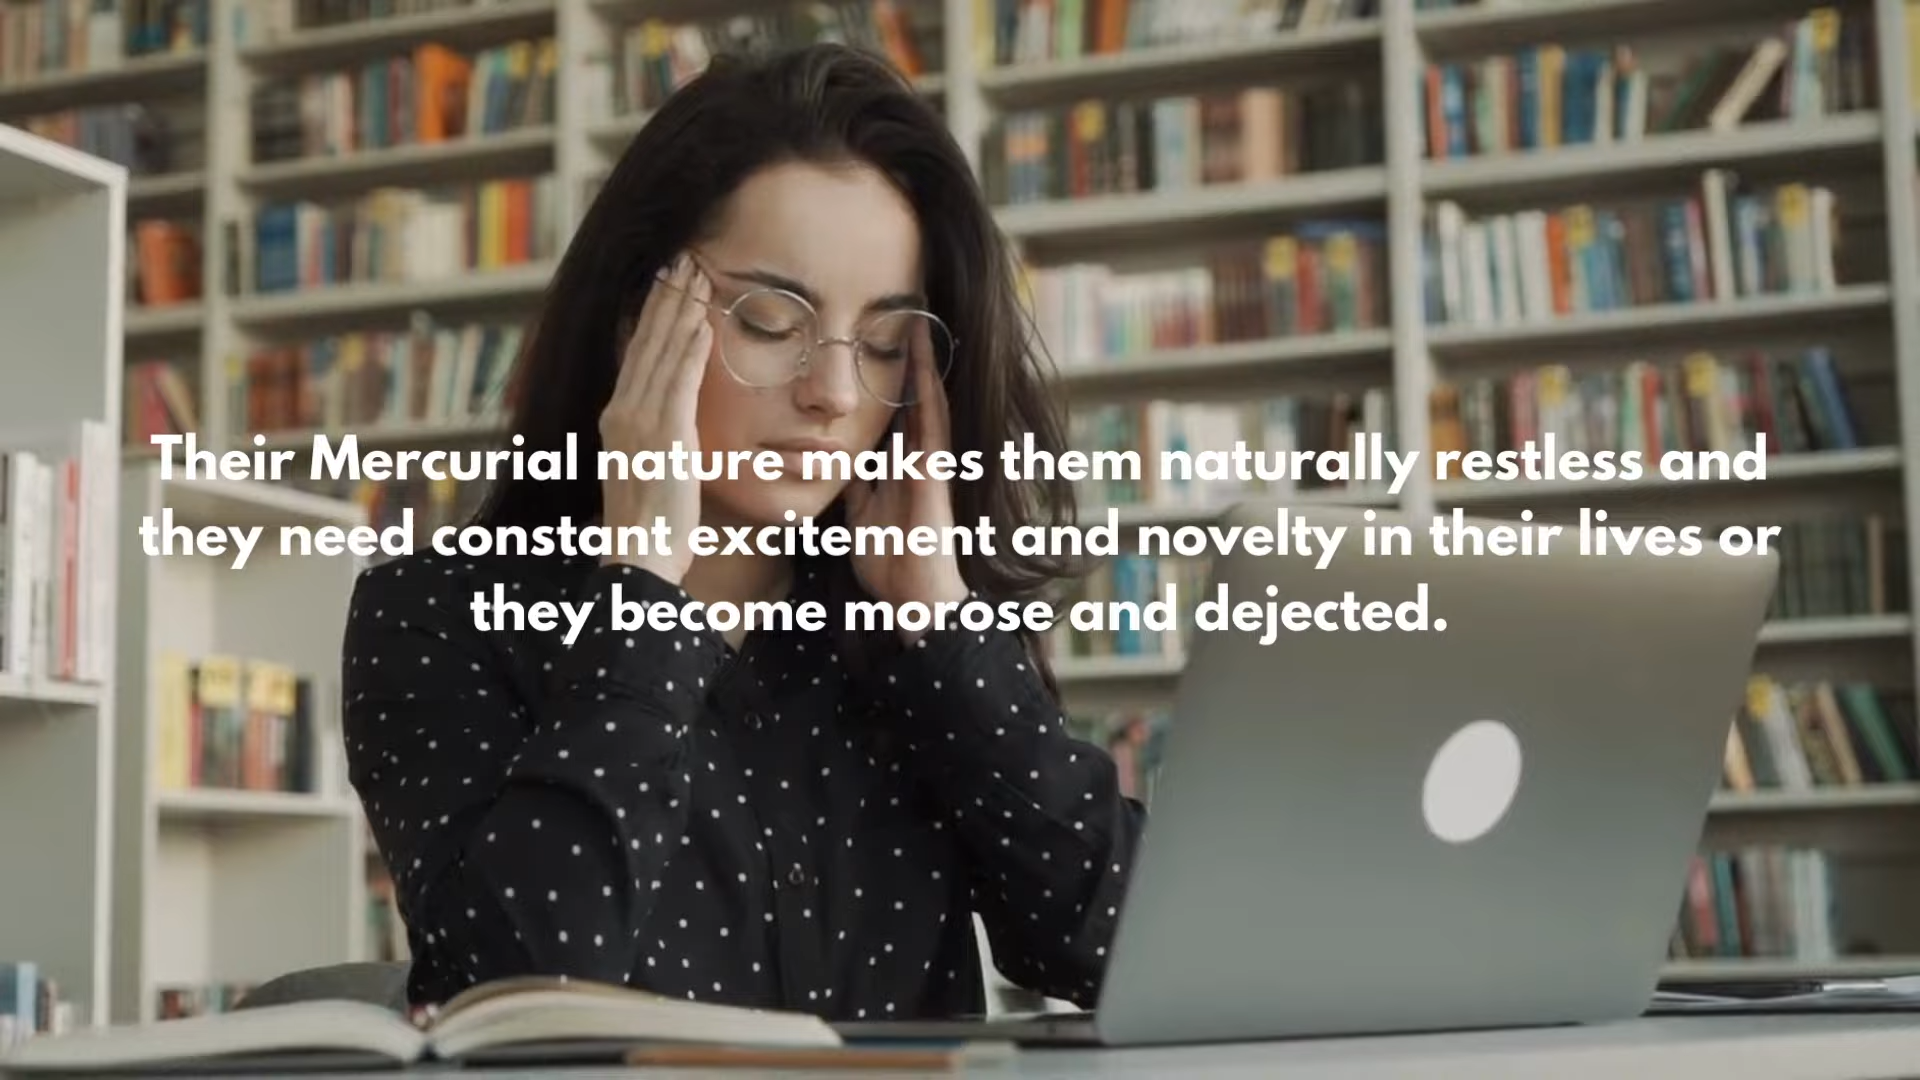 Their Mercurial nature makes them naturally restless and
they need constant excitement and novelty in their lives or
they become morose and dejected.